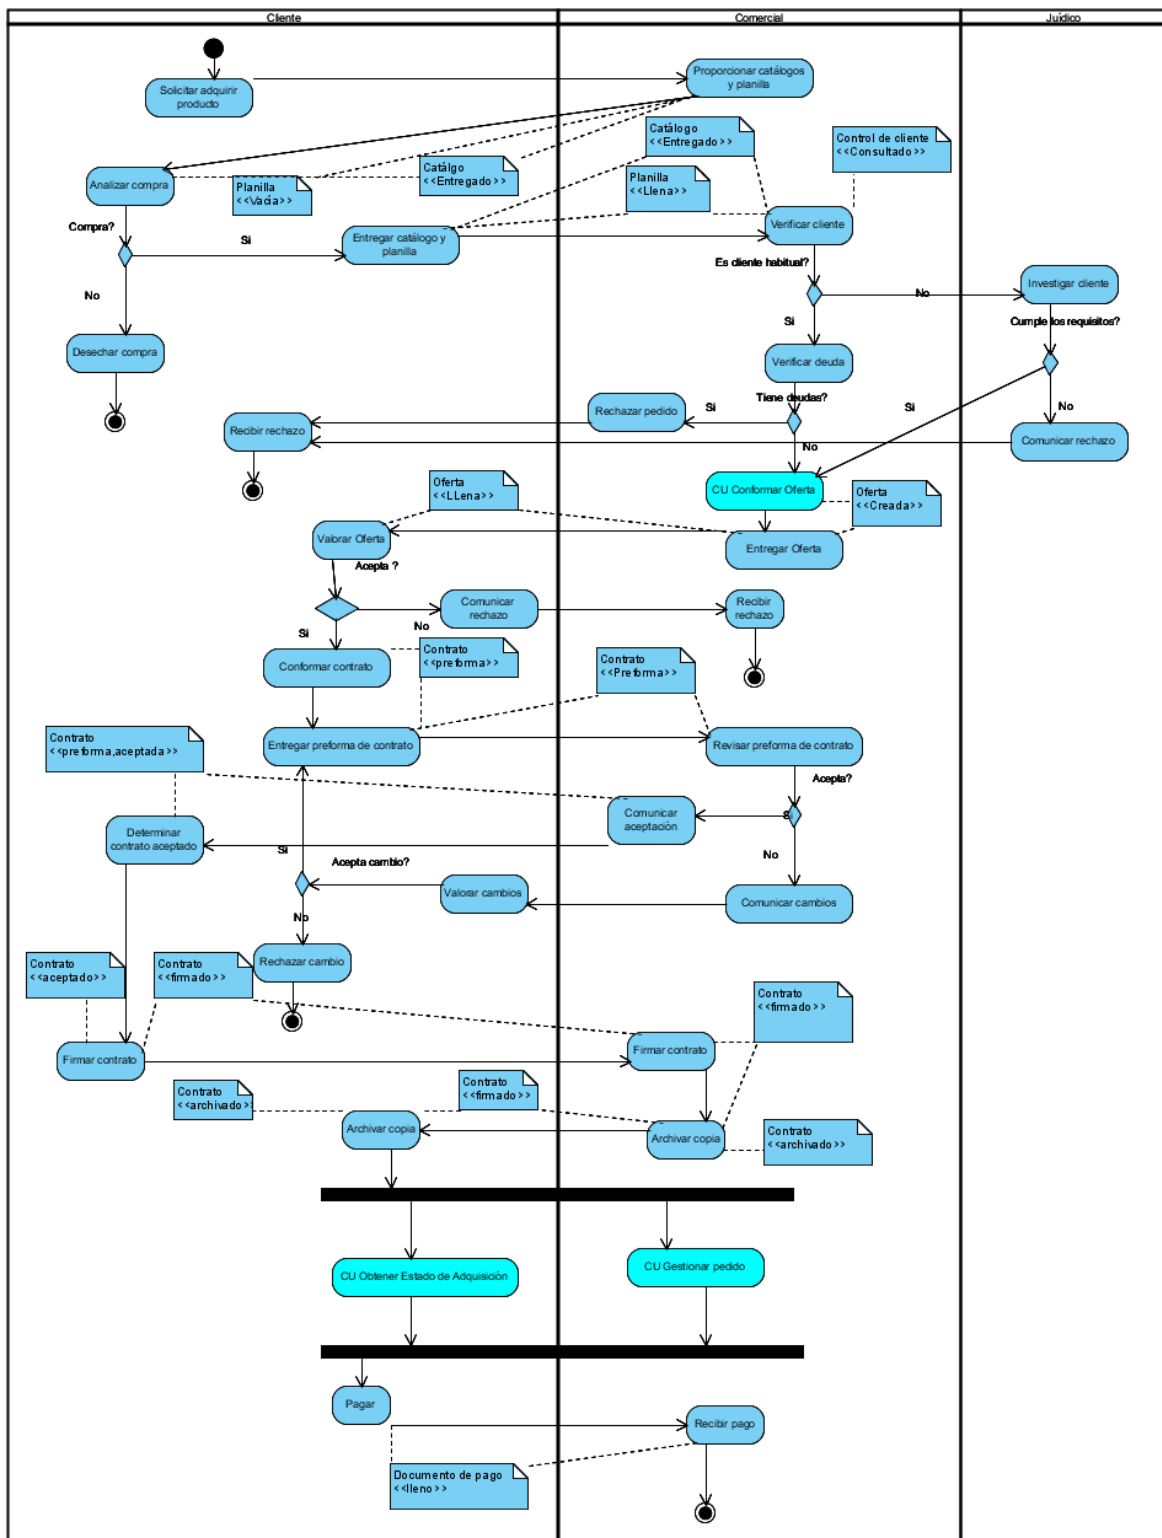 Cliente
Comercial
Juídico
Solicitar adquirir
producto
Proporcionar catálogos
y planilla
Catálogo
<<Entregado>>
Control de cliente
<<Consultado>>
Analizar compra
Planilla
<<Vacía>>
Catálgo
<<Entregado>>
Planilla
<<Llena>>
Compra?
Si
Entregar catálogo y
planilla
Verificar cliente
Es cliente habitual?
No
No
Investigar cliente
Si
Cumple los requisitos?
Desechar compra
Verificar deuda
Tiene deudas?
Rechazar pedido
Si
Si
No
Recibir rechazo
No
Comunicar rechazo
Oferta
<<LLena>>
CU Conformar Oferta
Oferta
<<Creada>>
Valorar Oferta
Entregar Oferta
Acepta ?
Comunicar
rechazo
Recibir
rechazo
Si
No
Conformar contrato
Contrato
<<preforma>>
Contrato
<<Preforma>>
Contrato
<<preforma,aceptada>>
Entregar preforma de contrato
Revisar preforma de contrato
Acepta?
Determinar
contrato aceptado
Comunicar
aceptación
Si
Si
Acepta cambio?
No
Valorar cambios
Comunicar cambios
No
Rechazar cambio
Contrato
<<aceptado>>
Contrato
<<firmado>>
Contrato
<<firmado>>
Firmar contrato
Firmar contrato
Contrato
<<archivado>
Contrato
<<firmado>>
Archivar copia
Archivar copia
Contrato
<<archivado>>
CU Obtener Estado de Adquisición
CU Gestionar pedido
Pagar
Recibir pago
Documento de pago
<<lleno>>